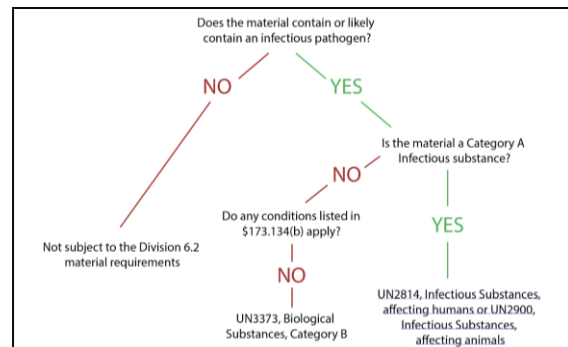 Does the material contain or likely
contain an infectious pathogen?
NO
YES
Is the material a Category A
Infectious substance?
NO
Do any conditions listed in
$173.134(b) apply?
YES
Not subject to the Division 6.2
material requirements
NO
UN3373, Biological
Substances, Category B
UN2814, Infectious Substances,
affecting humans or UN2900,
Infectious Substances,
affecting animals